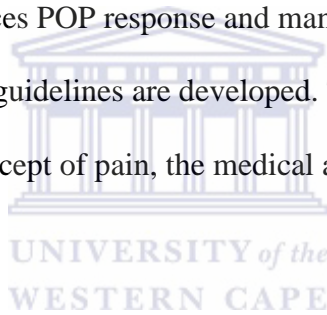 ces POP response and man
guidelines are developed.
cept of pain, the medical a
UNIVERSITY of the
WESTERN CAPE